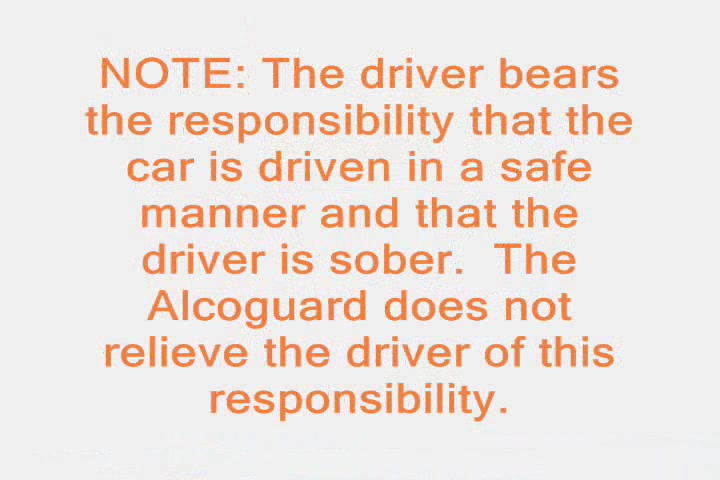 NOTE: The driver bears
the responsibility that the
car is driven in a safe
manner and that the
driver is sober.  The
Alcoguard does not
relieve the driver of this
responsibility.